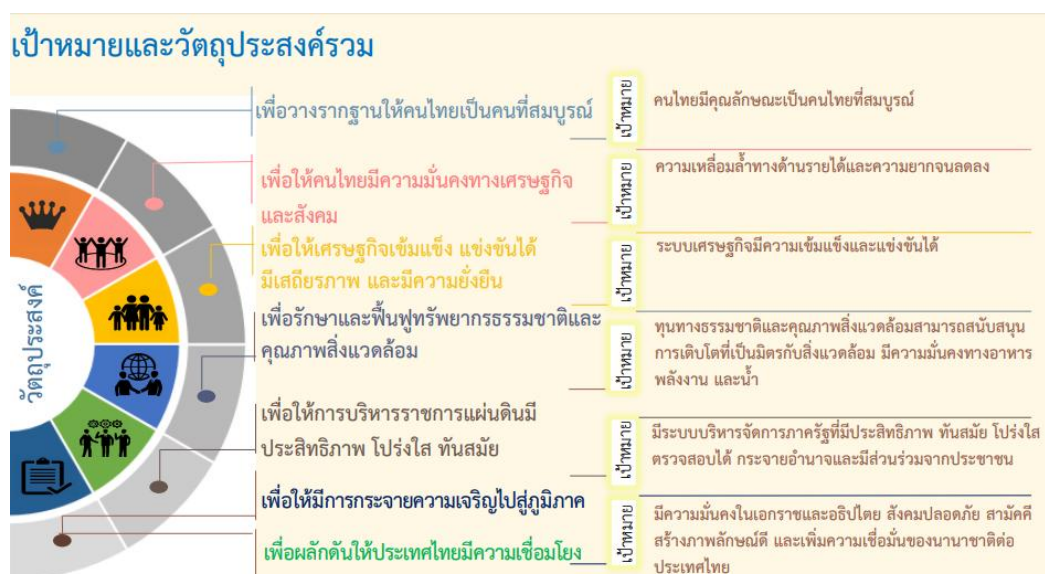 เป้าหมายและวัตถุประสงค์รวม
วัตถุประสงค์
เพื่อวางรากฐานให้คนไทยเป็นคนที่สมบูรณ์
เป้าหมาย
คนไทยมีคุณลักษณะเป็นคนไทยที่สมบูรณ์
เพื่อให้คนไทยมีความมั่นคงทางเศรษฐกิจ
และสังคม
เป้าหมาย
ความเหลื่อมล้ำทางด้านรายได้และความยากจนลดลง
เพื่อให้เศรษฐกิจเข้มแข็ง แข่งขันได้
มีเสถียรภาพ และมีความยั่งยืน
เป้าหมาย
ระบบเศรษฐกิจมีความเข้มแข็งและแข่งขันได้
เพื่อรักษาและฟื้นฟูทรัพยากรธรรมชาติและ
คุณภาพสิ่งแวดล้อม
เป้าหมาย
ทุนทางธรรมชาติและคุณภาพสิ่งแวดล้อมสามารถสนับสนุน
การเติบโตที่เป็นมิตรกับสิ่งแวดล้อม มีความมั่นคงทางอาหาร
พลังงาน และน้ำ
เพื่อให้การบริหารราชการแผ่นดินมี
ประสิทธิภาพ โปร่งใส ทันสมัย
เป้าหมาย
มีระบบบริหารจัดการภาครัฐที่มีประสิทธิภาพ ทันสมัย โปร่งใส
ตรวจสอบได้ กระจายอำนาจและมีส่วนร่วมจากประชาชน
เพื่อให้มีการกระจายความเจริญไปสู่ภูมิภาค
เพื่อผลักดันให้ประเทศไทยมีความเชื่อมโยง
เป้าหมาย
มีความมั่นคงในเอกราชและอธิปไตย สังคมปลอดภัย สามัคคี
สร้างภาพลักษณ์ดี และเพิ่มความเชื่อมั่นของนานาชาติต่อ
ประเทศไทย